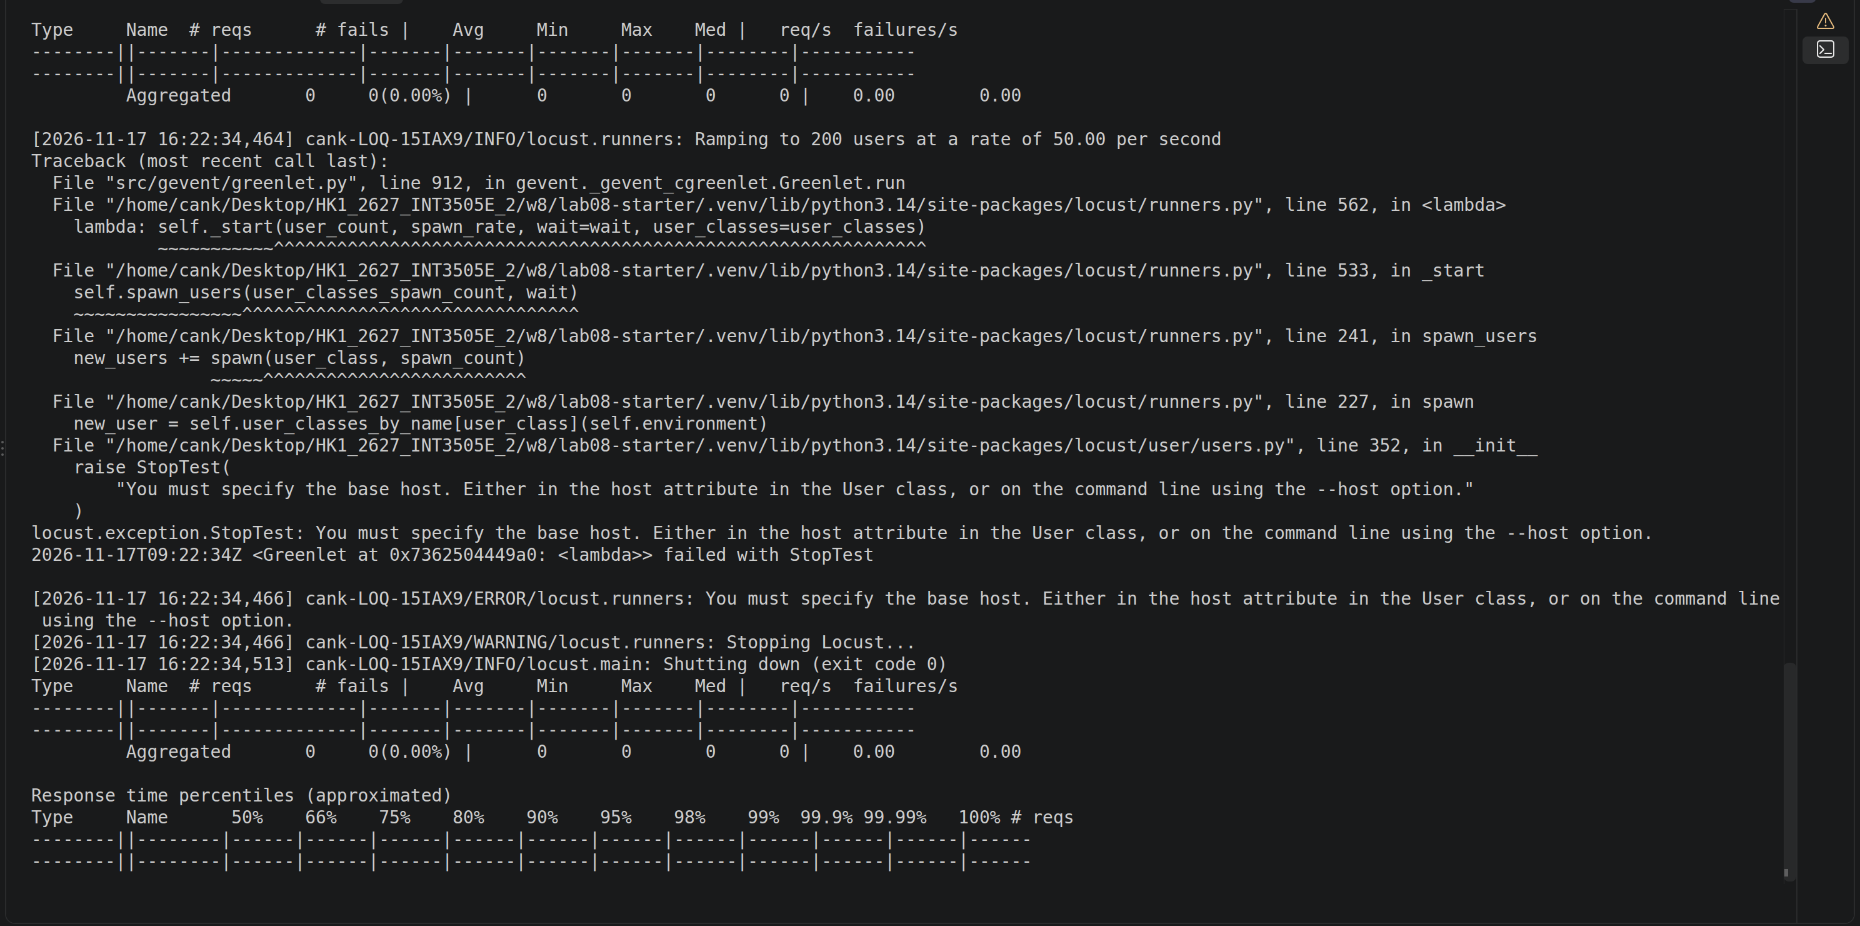 Type     Name  # reqs      # fails |    Avg     Min     Max    Med |   req/s  failures/s
--------||-------|-------------|-------|-------|-------|-------|--------|-----------
--------||-------|-------------|-------|-------|-------|-------|--------|-----------
         Aggregated       0     0(0.00%) |      0       0       0      0 |    0.00        0.00
[2026-11-17 16:22:34,464] cank-LOQ-15IAX9/INFO/locust.runners: Ramping to 200 users at a rate of 50.00 per second
Traceback (most recent call last):
  File "src/gevent/greenlet.py", line 912, in gevent._gevent_cgreenlet.Greenlet.run
  File "/home/cank/Desktop/HK1_2627_INT3505E_2/w8/lab08-starter/.venv/lib/python3.14/site-packages/locust/runners.py", line 562, in <lambda>
    lambda: self._start(user_count, spawn_rate, wait=wait, user_classes=user_classes)
            ~~~~~~~~~~~^^^^^^^^^^^^^^^^^^^^^^^^^^^^^^^^^^^^^^^^^^^^^^^^^^^^^^^^^^^^^^
  File "/home/cank/Desktop/HK1_2627_INT3505E_2/w8/lab08-starter/.venv/lib/python3.14/site-packages/locust/runners.py", line 533, in _start
    self.spawn_users(user_classes_spawn_count, wait)
    ~~~~~~~~~~~~~~~~^^^^^^^^^^^^^^^^^^^^^^^^^^^^^^^^
  File "/home/cank/Desktop/HK1_2627_INT3505E_2/w8/lab08-starter/.venv/lib/python3.14/site-packages/locust/runners.py", line 241, in spawn_users
    new_users += spawn(user_class, spawn_count)
                 ~~~~~^^^^^^^^^^^^^^^^^^^^^^^^^
  File "/home/cank/Desktop/HK1_2627_INT3505E_2/w8/lab08-starter/.venv/lib/python3.14/site-packages/locust/runners.py", line 227, in spawn
    new_user = self.user_classes_by_name[user_class](self.environment)
  File "/home/cank/Desktop/HK1_2627_INT3505E_2/w8/lab08-starter/.venv/lib/python3.14/site-packages/locust/user/users.py", line 352, in __init__
    raise StopTest(
        "You must specify the base host. Either in the host attribute in the User class, or on the command line using the --host option."
    )
locust.exception.StopTest: You must specify the base host. Either in the host attribute in the User class, or on the command line using the --host option.
2026-11-17T09:22:34Z <Greenlet at 0x7362504449a0: <lambda>> failed with StopTest
[2026-11-17 16:22:34,466] cank-LOQ-15IAX9/ERROR/locust.runners: You must specify the base host. Either in the host attribute in the User class, or on the command line
 using the --host option.
[2026-11-17 16:22:34,466] cank-LOQ-15IAX9/WARNING/locust.runners: Stopping Locust...
[2026-11-17 16:22:34,513] cank-LOQ-15IAX9/INFO/locust.main: Shutting down (exit code 0)
Type     Name  # reqs      # fails |    Avg     Min     Max    Med |   req/s  failures/s
--------||-------|-------------|-------|-------|-------|-------|--------|-----------
--------||-------|-------------|-------|-------|-------|-------|--------|-----------
         Aggregated       0     0(0.00%) |      0       0       0      0 |    0.00        0.00
Response time percentiles (approximated)
Type     Name      50%    66%    75%    80%    90%    95%    98%    99%  99.9% 99.99%   100% # reqs
--------||--------|------|------|------|------|------|------|------|------|------|------|------
--------||--------|------|------|------|------|------|------|------|------|------|------|------